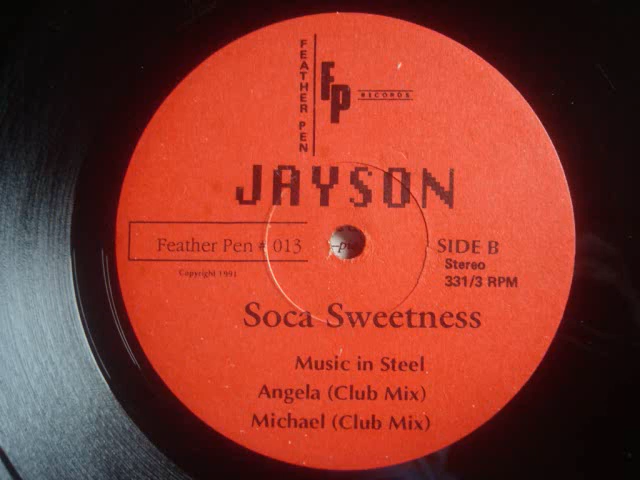 FEATHER PEN
FP
RECORDS
JAYSON
Feather Pen # 013
SIDE B
Copyright 1991
Stereo
331/3 RPM
Soca Sweetness
Music in Steel
Angela (Club Mix)
Michael (Club Mix)